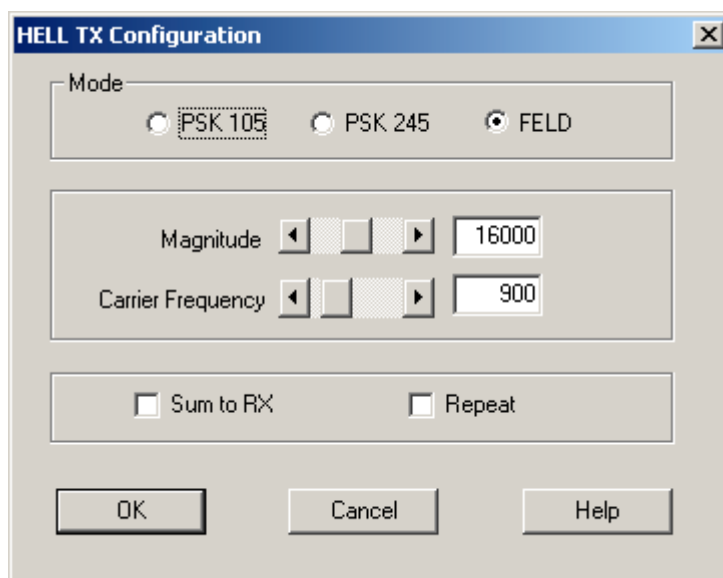 HELL TX Configuration
Mode
PSK 105 PSK 245 FELD
Magnitude 16000
Carrier Frequency 900
Sum to RX Repeat
OK Cancel Help